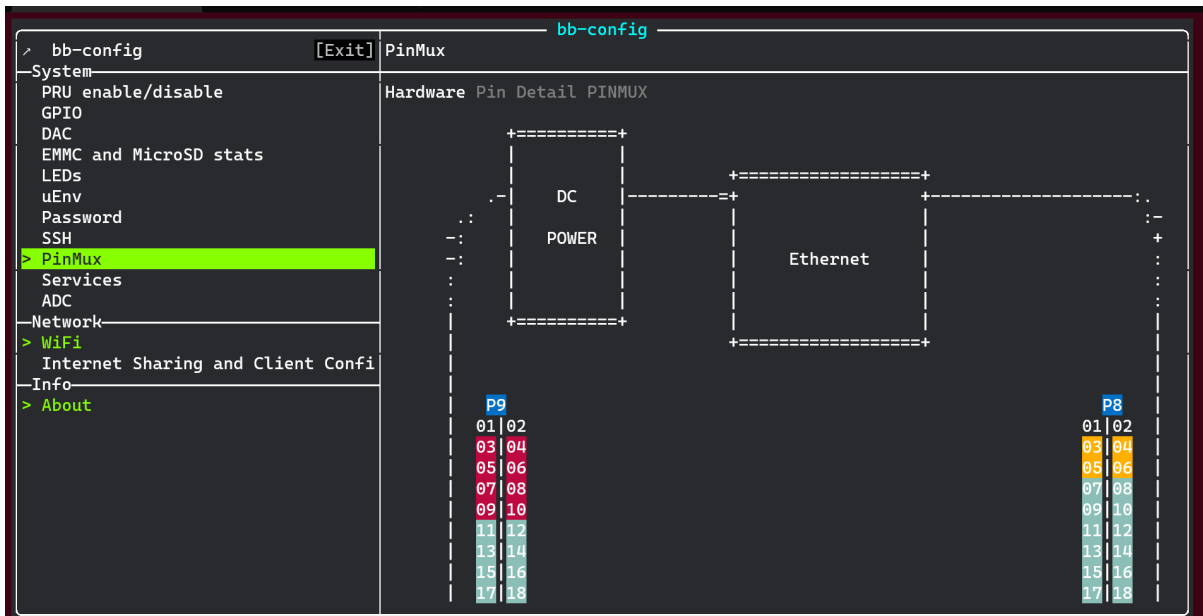 bb-config
↗ bb-config [Exit]
System
PRU enable/disable
GPIO
DAC
EMMC and MicroSD stats
LEDs
uEnv
Password
SSH
> PinMux
Services
ADC
Network
> WiFi
Internet Sharing and Client Confi
Info
> About
PinMux
Hardware Pin Detail PINMUX
DC
POWER
Ethernet
P9
01|02
03|04
05|06
07|08
09|10
11|12
13|14
15|16
17|18
P8
01|02
03|04
05|06
07|08
09|10
11|12
13|14
15|16
17|18